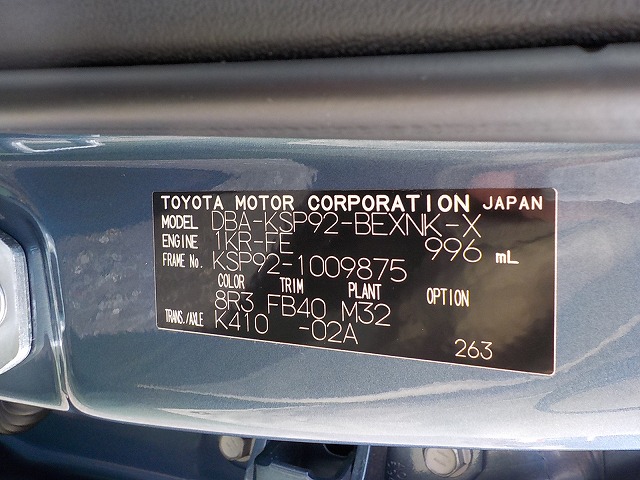 TOYOTA MOTOR CORPORATION JAPAN
MODEL DBA-KSP92-BEXNK-X
ENGINE 1KR-FE 996 mL
FRAME No. KSP92-1009875
COLOR TRIM PLANT OPTION
8R3 FB40 M32
TRANS./AXLE K410 -02A
263